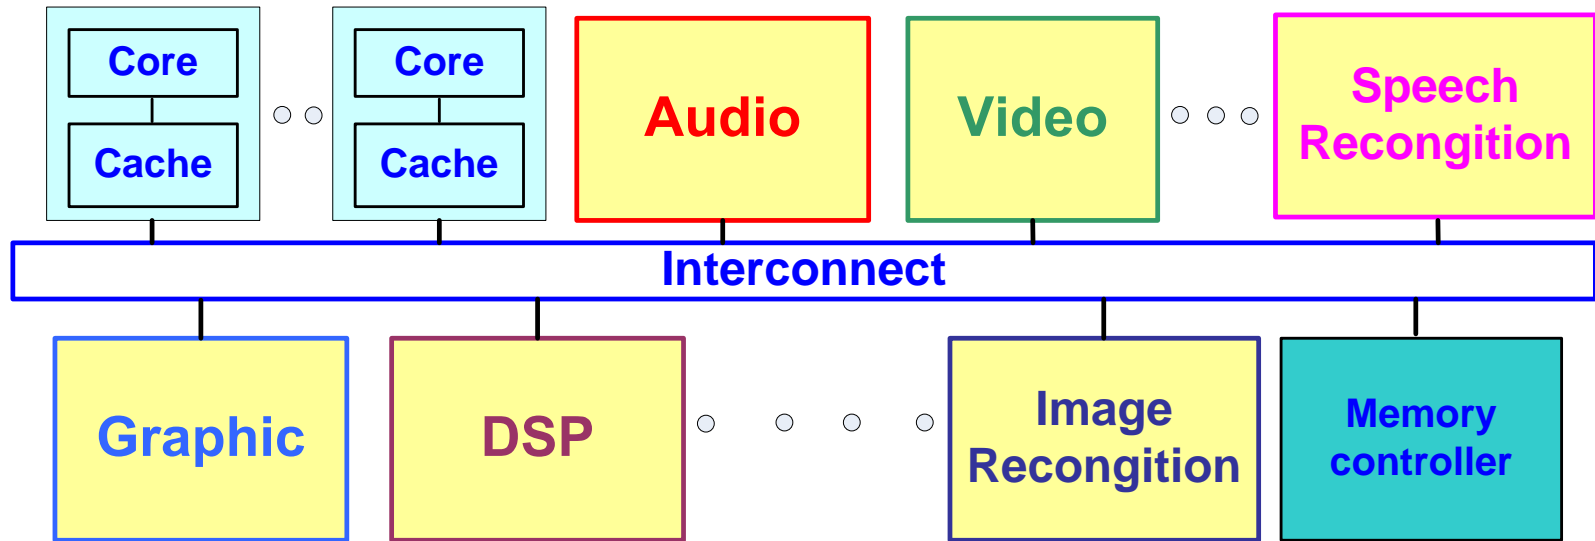 Core
Cache
Core
Cache
Audio
Video
Speech
Recongition
Interconnect
Graphic
DSP
Image
Recongition
Memory
controller